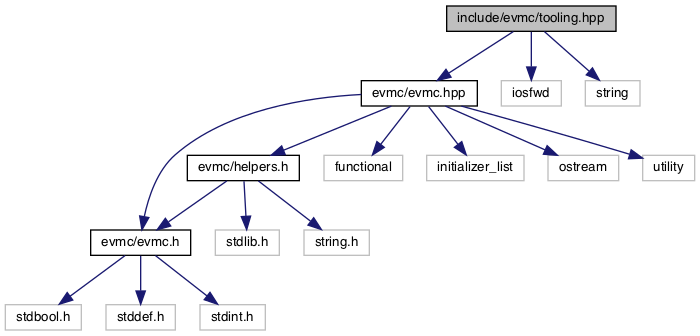 include/evmc/tooling.hpp
evmc/evmc.hpp
iosfwd
string
evmc/helpers.h
functional
initializer_list
ostream
utility
evmc/evmc.h
stdlib.h
string.h
stdbool.h
stddef.h
stdint.h